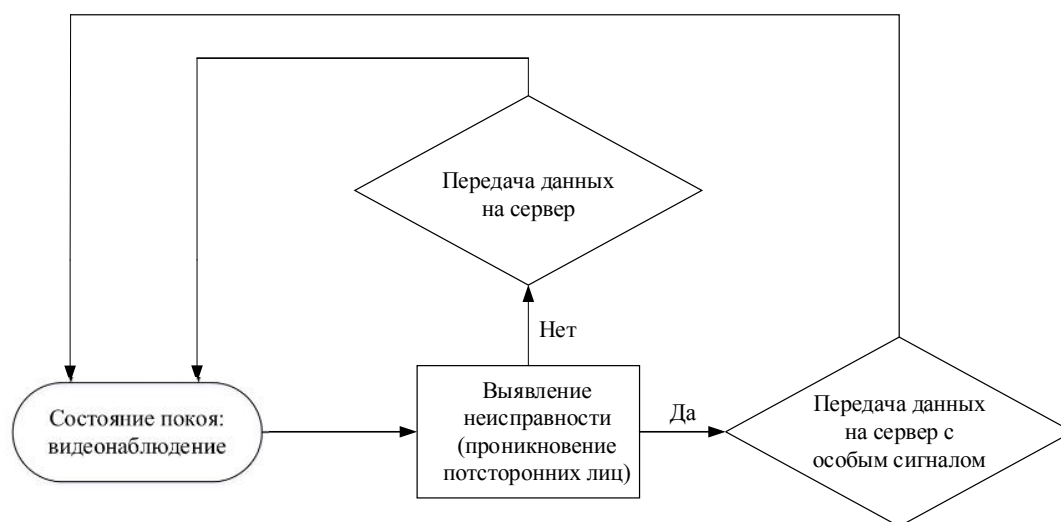 Передача данных
на сервер
Нет
Состояние покоя:
видеонаблюдение
Выявление
неисправности
(проникновение
потсторонних лиц)
Да
Передача данных
на сервер с
особым сигналом